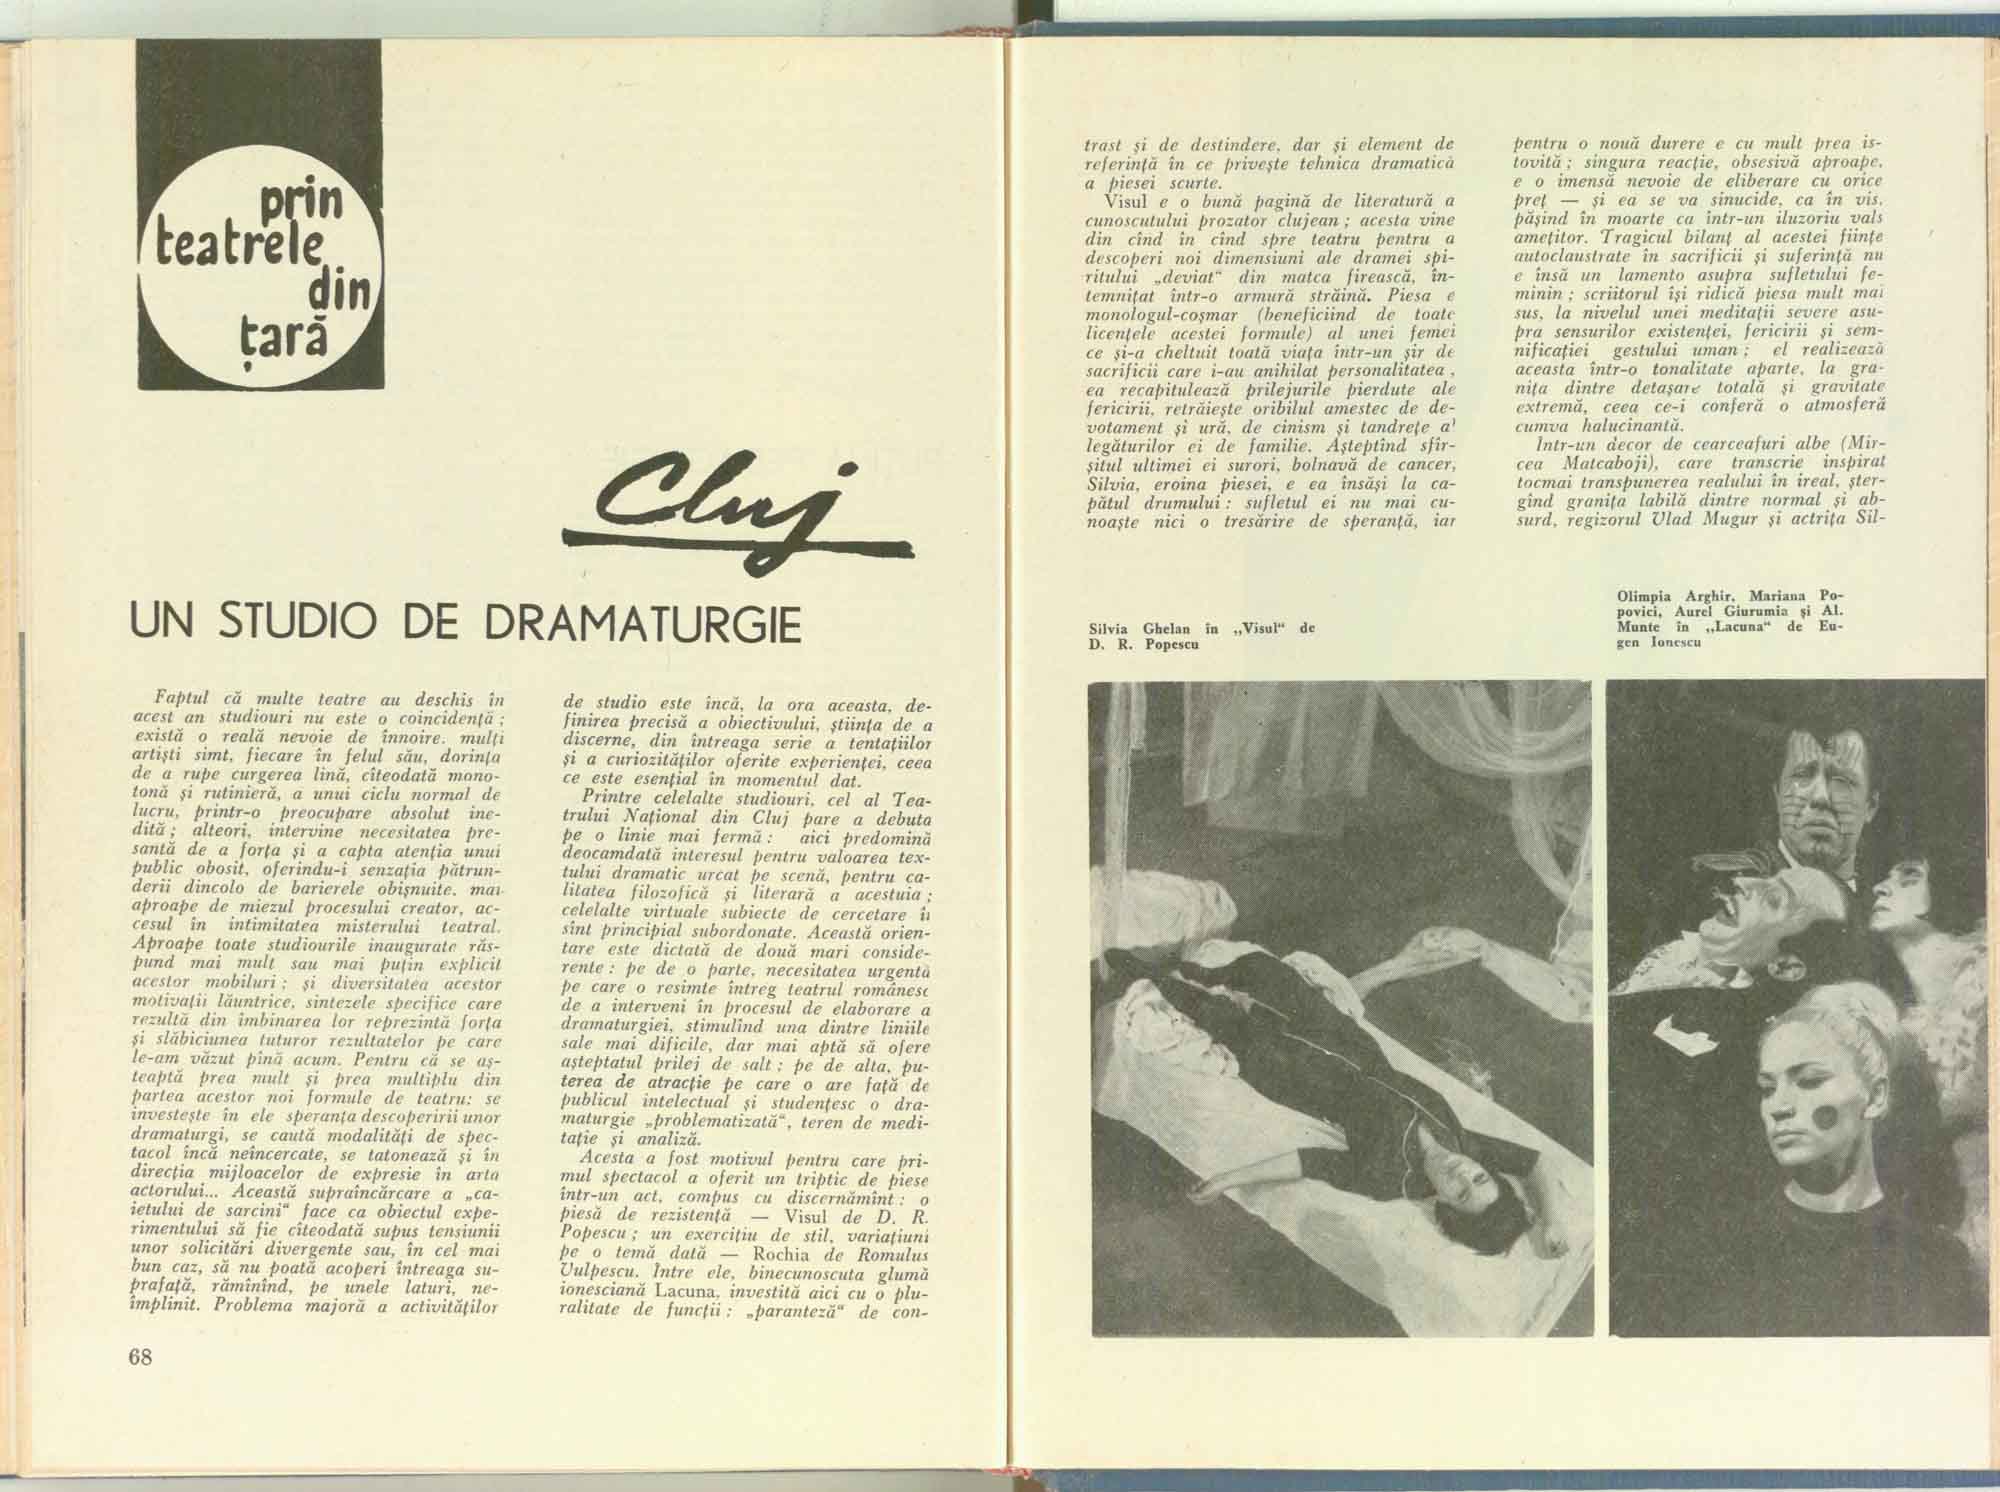 prin
teatrele
din
țară
Cluj
UN STUDIO DE DRAMATURGIE
Faptul că multe teatre au deschis în
acest an studiouri nu este o coincidență ;
există o reală nevoie de înnoire. mulți
artiști simt, fiecare în felul său, dorința
de a rupe curgerea lină, cîteodată mono-
tonă și rutinieră, a unui ciclu normal de
lucru, printr-o preocupare absolut ine-
dită ; alteori, intervine necesitatea pre-
santă de a forța și a capta atenția unui
public obosit, oferindu-i senzația pătrun-
derii dincolo de barierele obișnuite, mai
aproape de miezul procesului creator, ac-
cesul în intimitatea misterului teatral.
Aproape toate studiourile inaugurate răs-
pund mai mult sau mai puțin explicit
acestor mobiluri ; și diversitatea acestor
motivații lăuntrice, sintezele specifice care
rezultă din îmbinarea lor reprezintă forța
și slăbiciunea tuturor rezultatelor pe care
le-am văzut pînă acum. Pentru că se aș-
teaptă prea mult și prea multiplu din
partea acestor noi formule de teatru: se
investește în ele speranța descoperirii unor
dramaturgi, se caută modalități de spec-
tacol încă neîncercate, se tatonează și în
direcția mijloacelor de expresie în arta
actorului... Această supraîncărcare a „ca-
ietului de sarcini“ face ca obiectul expe-
rimentului să fie cîteodată supus tensiunii
unor solicitări divergente sau, în cel mai
bun caz, să nu poată acoperi întreaga su-
prafață, rămînînd, pe unele laturi, ne-
împlinit. Problema majoră a activităților
de studio este încă, la ora aceasta, de-
finirea precisă a obiectivului, știința de a
discerne, din întreaga serie a tentațiilor
și a curiozităților oferite experienței, ceea
ce este esențial în momentul dat.
Printre celelalte studiouri, cel al Tea-
trului Național din Cluj pare a debuta
pe o linie mai fermă : aici predomină
deocamdată interesul pentru valoarea tex-
tului dramatic urcat pe scenă, pentru ca-
litatea filozofică și literară a acestuia ;
celelalte virtuale subiecte de cercetare îi
sînt principial subordonate. Această orien-
tare este dictată de două mari conside-
rente : pe de o parte, necesitatea urgentă
pe care o resimte întreg teatrul românesc
de a interveni în procesul de elaborare a
dramaturgiei, stimulînd una dintre liniile
sale mai dificile, dar mai aptă să ofere
așteptatul prilej de salt ; pe de alta, pu-
terea de atracție pe care o are față de
publicul intelectual și studențesc o dra-
maturgie „problematizată“, teren de medi-
tație și analiză.
Acesta a fost motivul pentru care pri-
mul spectacol a oferit un triptic de piese
într-un act, compus cu discernămînt : o
piesă de rezistență — Visul de D. R.
Popescu ; un exercițiu de stil, variațiuni
pe o temă dată — Rochia de Romulus
Vulpescu. Între ele, binecunoscuta glumă
ionesciană Lacuna, investită aici cu o plu-
ralitate de funcții : „paranteză“ de con-
68
trast și de destindere, dar și element de
referință în ce privește tehnica dramatică
a piesei scurte.
Visul e o bună pagină de literatură a
cunoscutului prozator clujean ; acesta vine
din cînd în cînd spre teatru pentru a
descoperi noi dimensiuni ale dramei spi-
ritului „deviat“ din matca firească, în-
temnițat într-o armură străină. Piesa e
monologul-coșmar (beneficiind de toate
licențele acestei formule) al unei femei
ce și-a cheltuit toată viața într-un șir de
sacrificii care i-au anihilat personalitatea ,
ea recapitulează prilejurile pierdute ale
fericirii, retrăiește oribilul amestec de de-
votament și ură, de cinism și tandrețe al
legăturilor ei de familie. Așteptînd sfîr-
șitul ultimei ei surori, bolnavă de cancer,
Silvia, eroina piesei, e ea însăși la ca-
pătul drumului : sufletul ei nu mai cu-
noaște nici o tresărire de speranță, iar
pentru o nouă durere e cu mult prea is-
tovită ; singura reacție, obsesivă aproape,
e o imensă nevoie de eliberare cu orice
preț — și ea se va sinucide, ca în vis,
pășind în moarte ca într-un iluzoriu vals
amețitor. Tragicul bilanț al acestei ființe
autoclaustrate în sacrificii și suferință nu
e însă un lamento asupra sufletului fe-
minin ; scriitorul își ridică piesa mult mai
sus, la nivelul unei meditații severe asu-
pra sensurilor existenței, fericirii și sem-
nificației gestului uman ; el realizează
aceasta într-o tonalitate aparte, la gra-
nița dintre detașare totală și gravitate
extremă, ceea ce-i conferă o atmosferă
cumva halucinantă.
Intr-un decor de cearceafuri albe (Mir-
cea Matcaboji), care transcrie inspirat
tocmai transpunerea realului în ireal, șter-
gînd granița labilă dintre normal și ab-
surd, regizorul Vlad Mugur și actrița Sil-
Silvia Ghelan în „Visul“ de
D. R. Popescu
Olimpia Arghir, Mariana Po-
povici, Aurel Giurumia și Al.
Munte în „Lacuna“ de Eu-
gen Ionescu